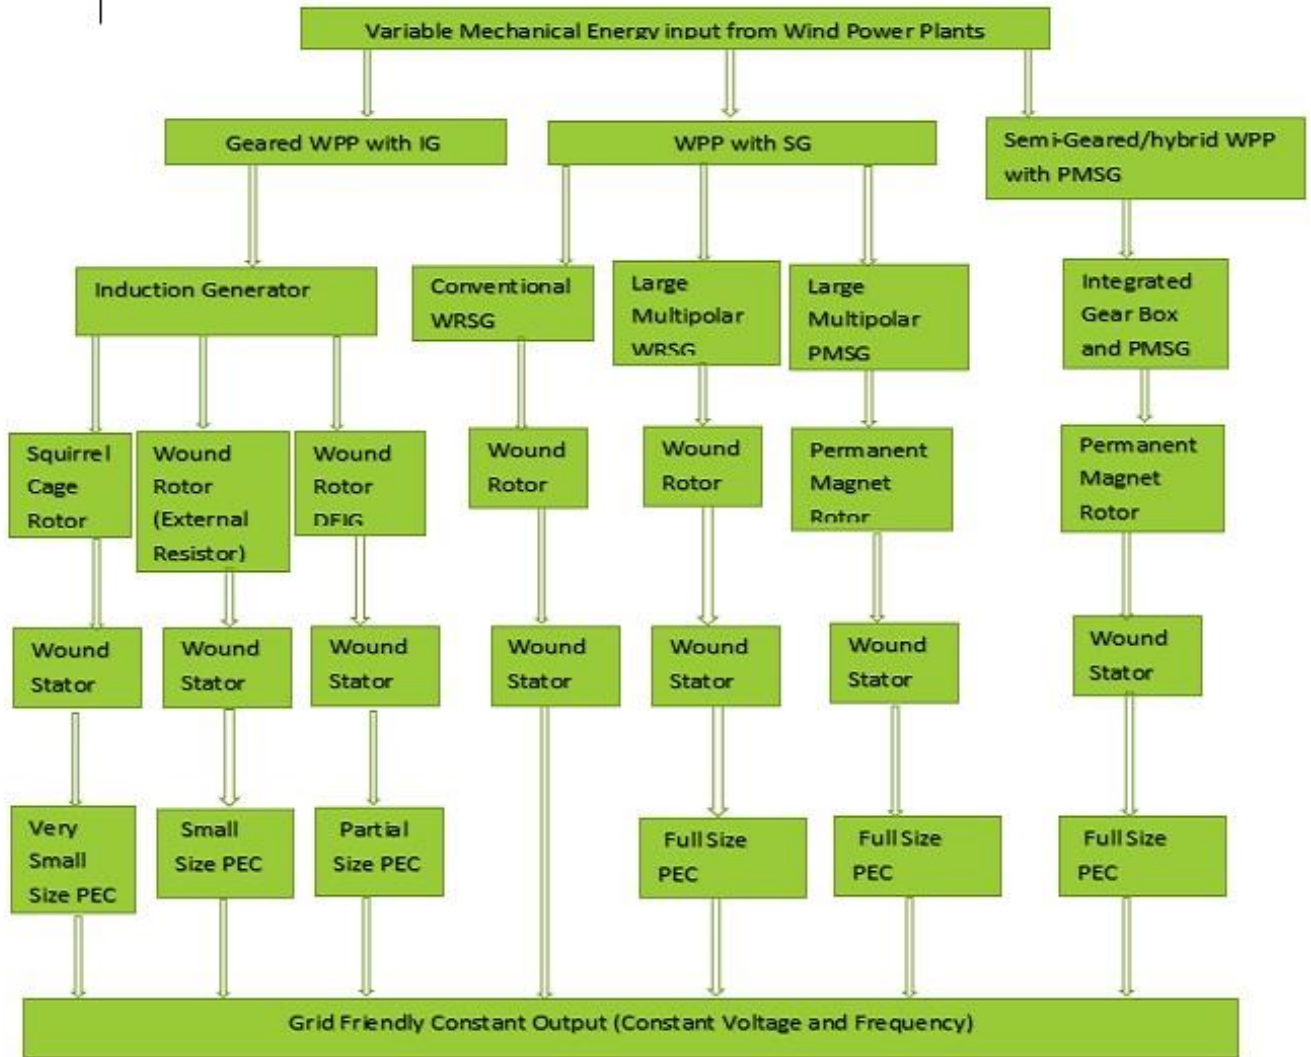 Variable Mechanical Energy input from Wind Power Plants
Geared WPP with IG
WPP with SG
Semi-Geared/hybrid WPP
with PMSG
Induction Generator
Conventional
WRSG
Large
Multipolar
WRSG
Large
Multipolar
PMSG
Integrated
Gear Box
and PMSG
Squirrel
Cage
Rotor
Wound
Rotor
(External
Resistor)
Wound
Rotor
DFIG
Wound
Rotor
Wound
Rotor
Permanent
Magnet
Rotor
Permanent
Magnet
Rotor
Wound
Stator
Wound
Stator
Wound
Stator
Wound
Stator
Wound
Stator
Wound
Stator
Wound
Stator
Very
Small
Size PEC
Small
Size PEC
Partial
Size PEC
Full Size
PEC
Full Size
PEC
Full Size
PEC
Grid Friendly Constant Output (Constant Voltage and Frequency)